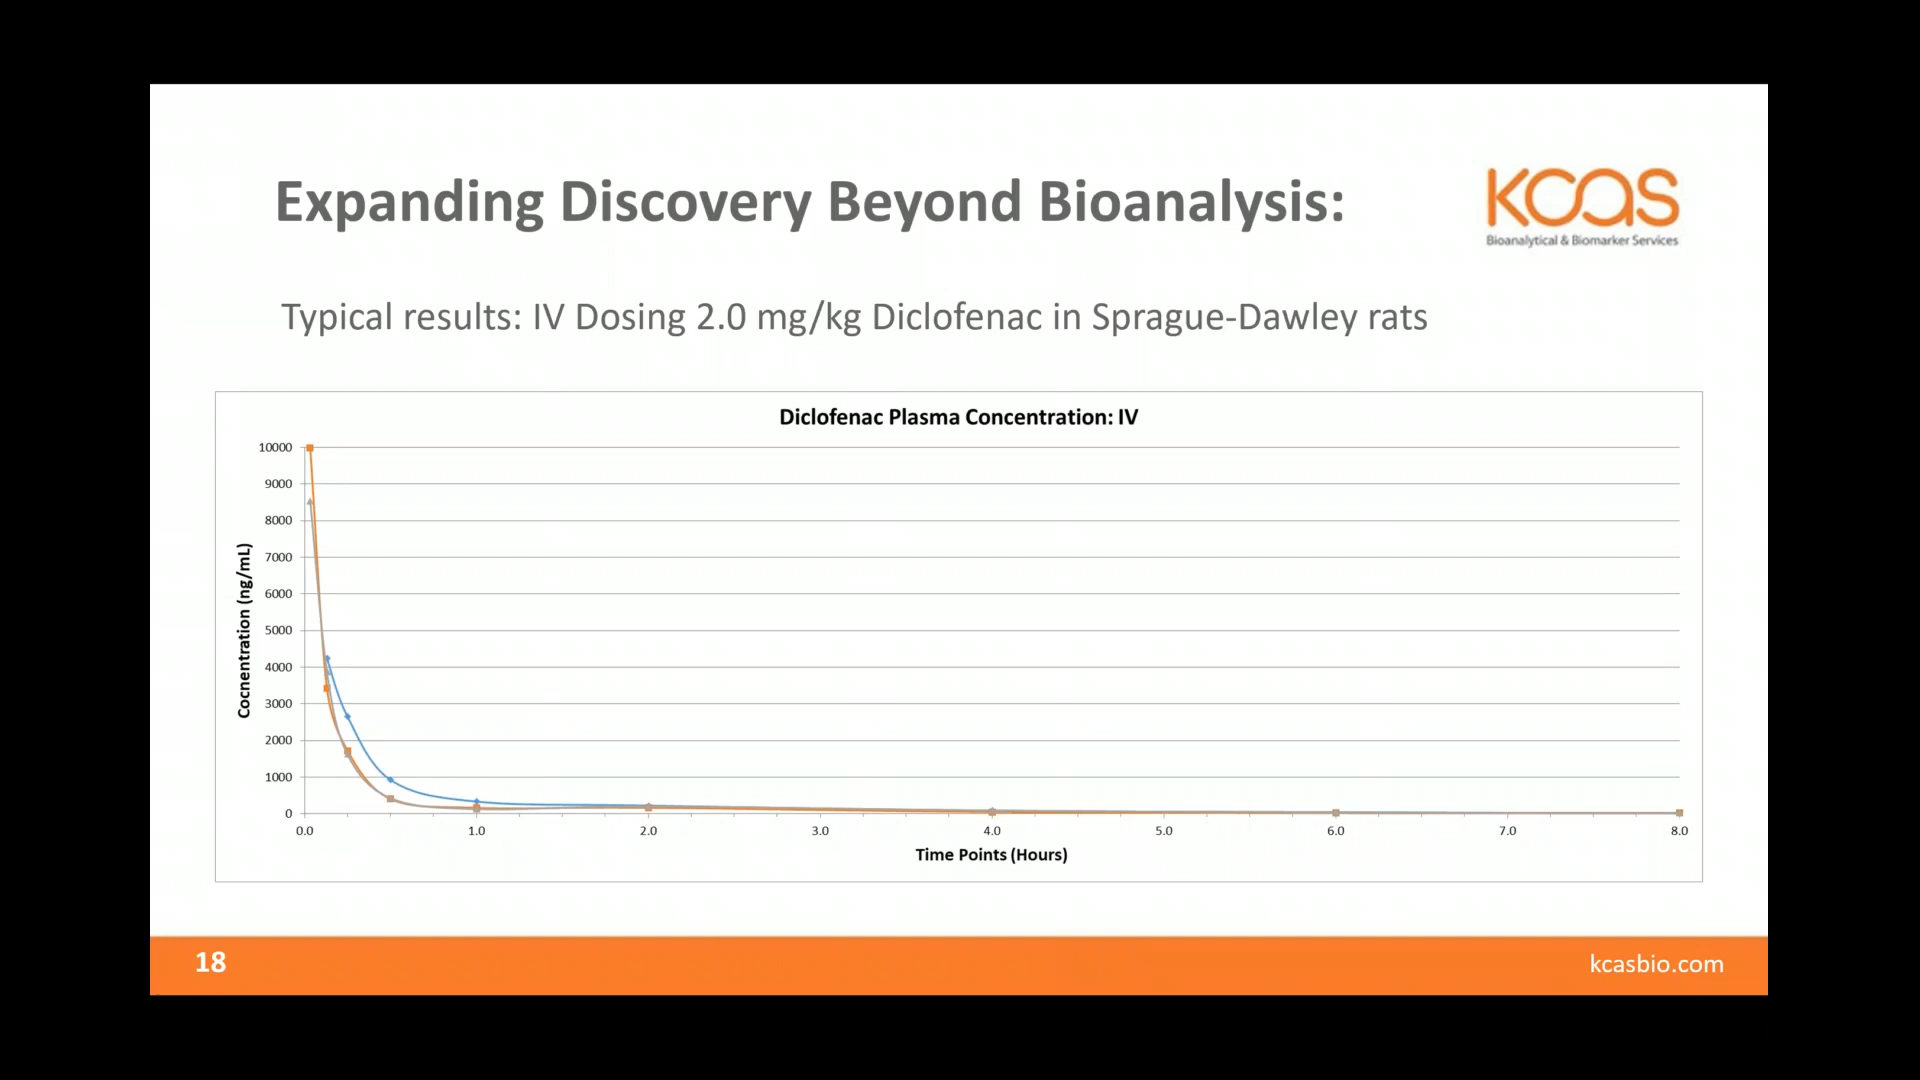 Expanding Discovery Beyond Bioanalysis:
KCAS
Bioanalytical & Biomarker Services
Typical results: IV Dosing 2.0 mg/kg Diclofenac in Sprague-Dawley rats
Diclofenac Plasma Concentration: IV
10000
9000
8000
7000
6000
5000
4000
3000
2000
1000
0
Cocnentration (ng/mL)
0.0 1.0 2.0 3.0 4.0 5.0 6.0 7.0 8.0
Time Points (Hours)
18
kcasbio.com